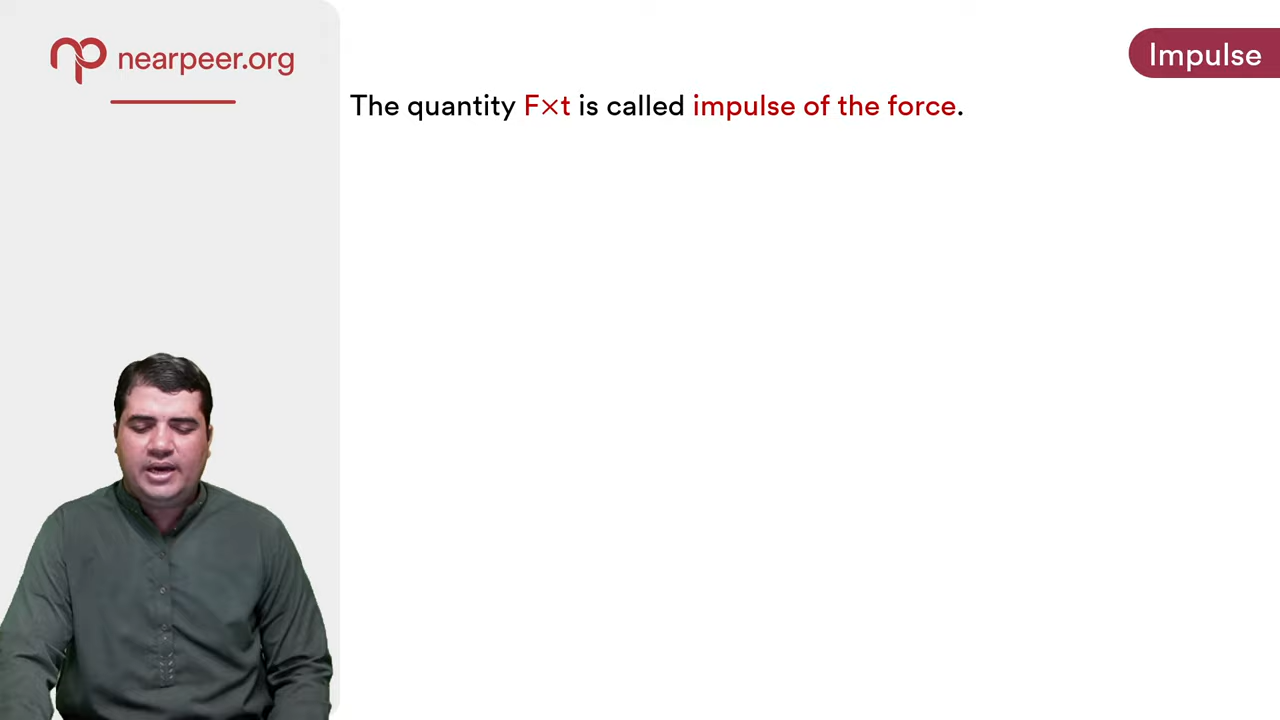 nearpeer.org
Impulse
The quantity F×t is called impulse of the force.